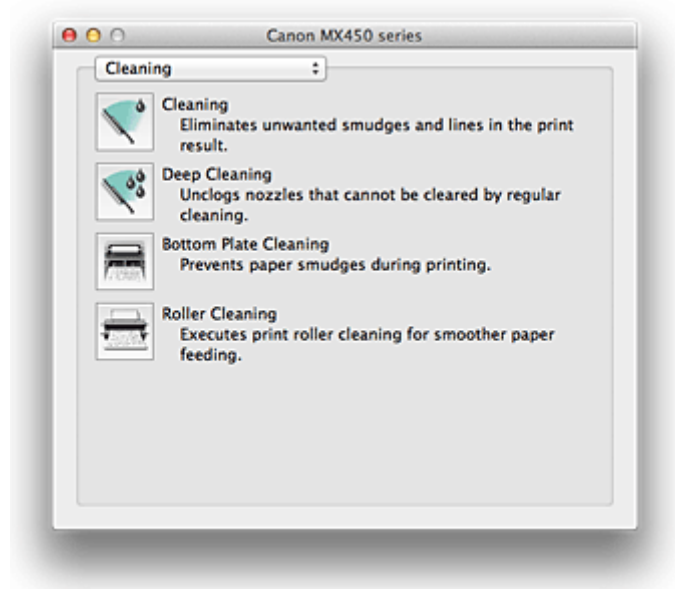 Canon MX450 series
Cleaning
Cleaning
Eliminates unwanted smudges and lines in the print
result.
Deep Cleaning
Unclogs nozzles that cannot be cleared by regular
cleaning.
Bottom Plate Cleaning
Prevents paper smudges during printing.
Roller Cleaning
Executes print roller cleaning for smoother paper
feeding.